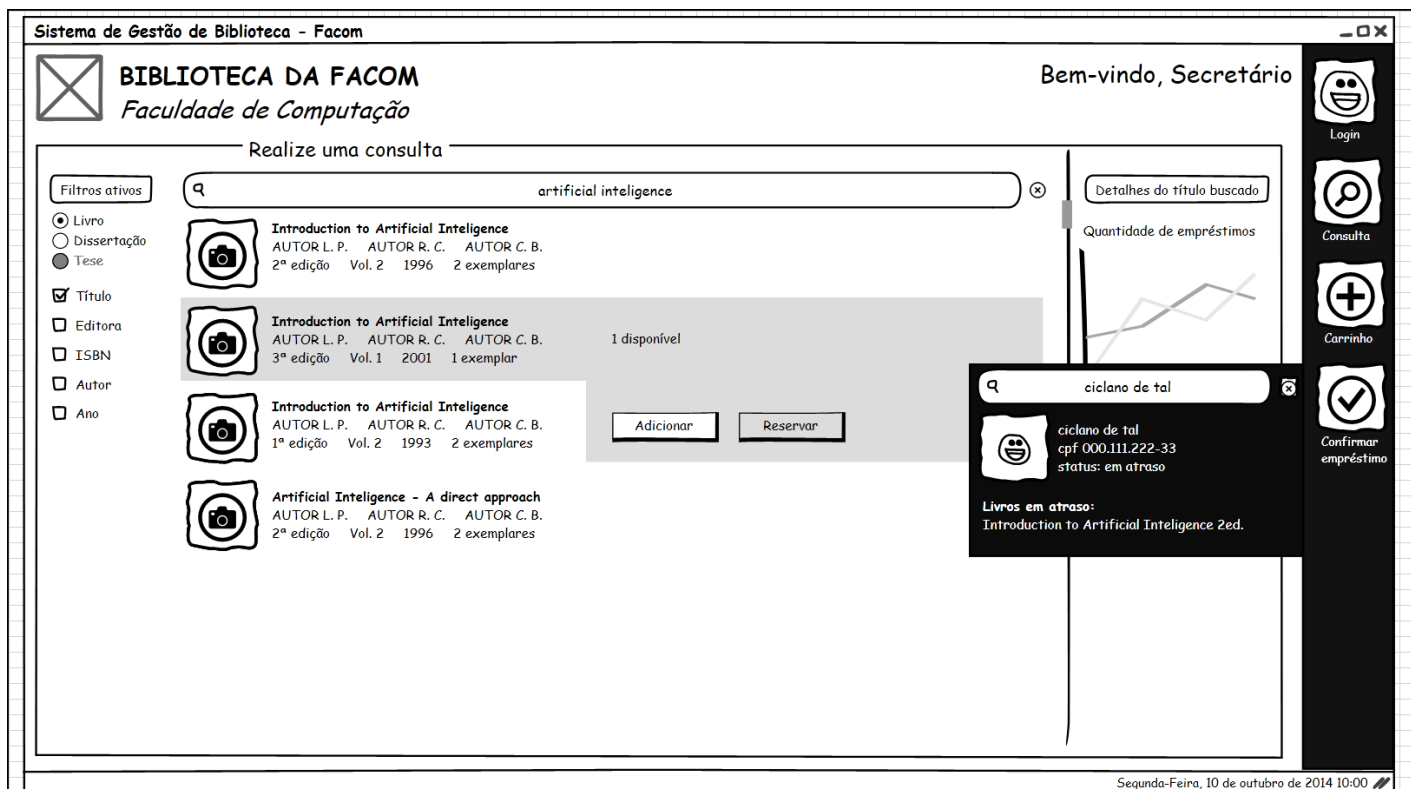 Sistema de Gestão de Biblioteca - Facom
BIBLIOTECA DA FACOM
Faculdade de Computação
Bem-vindo, Secretário
Realize uma consulta
Filtros ativos
Livro
Dissertação
Tese
Título
Editora
ISBN
Autor
Ano
artificial inteligence
Introduction to Artificial Inteligence
AUTOR L. P. AUTOR R. C. AUTOR C. B.
2ª edição Vol. 2 1996 2 exemplares
Introduction to Artificial Inteligence
AUTOR L. P. AUTOR R. C. AUTOR C. B.
3ª edição Vol. 1 2001 1 exemplar
1 disponível
Introduction to Artificial Inteligence
AUTOR L. P. AUTOR R. C. AUTOR C. B.
1ª edição Vol. 2 1993 2 exemplares
Adicionar
Reservar
Artificial Inteligence - A direct approach
AUTOR L. P. AUTOR R. C. AUTOR C. B.
2ª edição Vol. 2 1996 2 exemplares
Detalhes do título buscado
Quantidade de empréstimos
ciclano de tal
ciclano de tal
cpf 000.111.222-33
status: em atraso
Livros em atraso:
Introduction to Artificial Inteligence 2ed.
Login
Consulta
Carrinho
Confirmar
empréstimo
Segunda-Feira, 10 de outubro de 2014 10:00